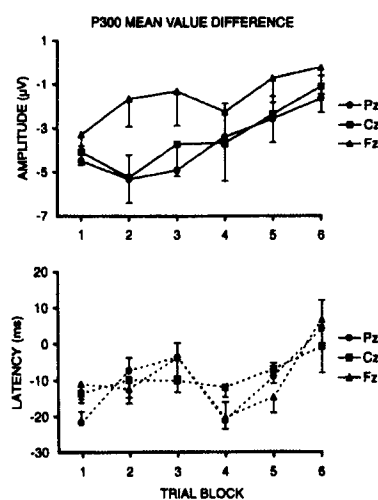 P300 MEAN VALUE DIFFERENCE
AMPLITUDE (μV)
-1
-3
-5
-7
1 2 3 4 5 6
Pz
Cz
Fz
LATENCY (ms)
20
10
0
-10
-20
-30
1 2 3 4 5 6
Pz
Cz
Fz
TRIAL BLOCK